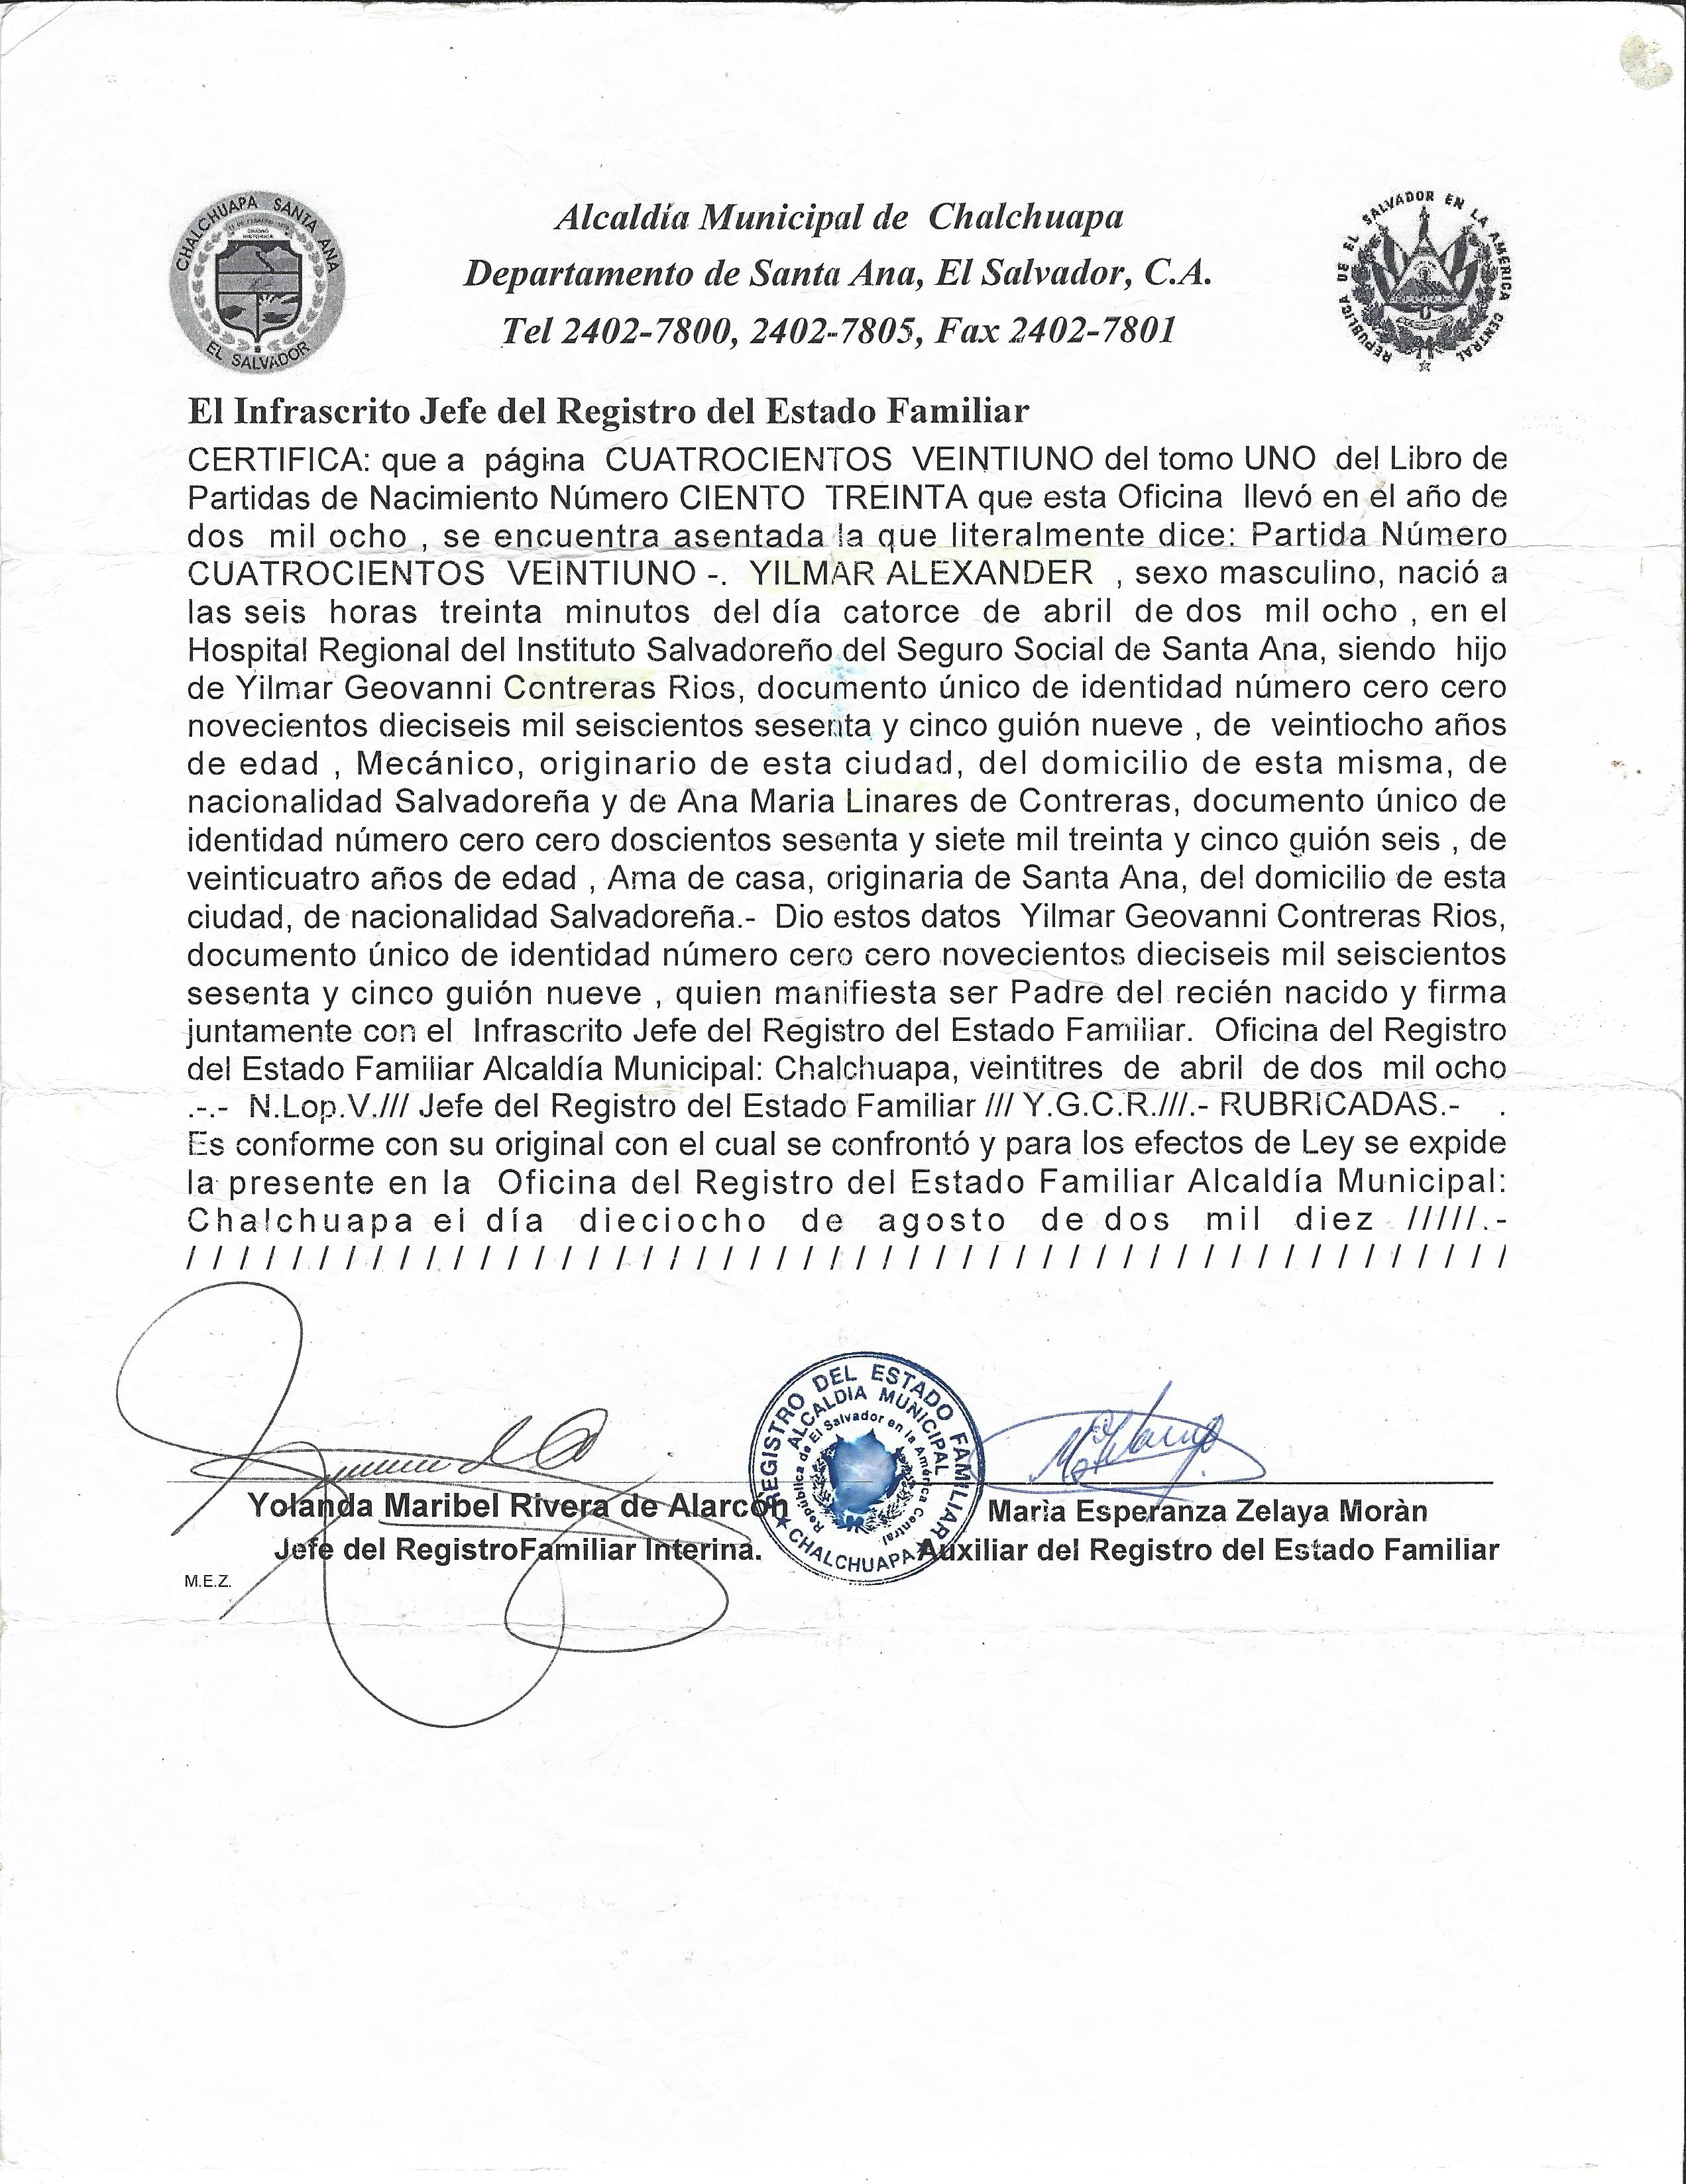 CHALCHUAPA SANTA ANA
EL SALVADOR
Alcaldía Municipal de Chalchuapa
Departamento de Santa Ana, El Salvador, C.A.
Tel 2402-7800, 2402-7805, Fax 2402-7801
REPUBLICA DE EL SALVADOR EN LA AMERICA CENTRAL
El Infrascrito Jefe del Registro del Estado Familiar
CERTIFICA: que a página CUATROCIENTOS VEINTIUNO del tomo UNO del Libro de
Partidas de Nacimiento Número CIENTO TREINTA que esta Oficina llevó en el año de
dos mil ocho , se encuentra asentada la que literalmente dice: Partida Número
CUATROCIENTOS VEINTIUNO -. YILMAR ALEXANDER , sexo masculino, nació a
las seis horas treinta minutos del día catorce de abril de dos mil ocho , en el
Hospital Regional del Instituto Salvadoreño del Seguro Social de Santa Ana, siendo hijo
de Yilmar Geovanni Contreras Rios, documento único de identidad número cero cero
novecientos dieciseis mil seiscientos sesenta y cinco guión nueve , de veintiocho años
de edad , Mecánico, originario de esta ciudad, del domicilio de esta misma, de
nacionalidad Salvadoreña y de Ana Maria Linares de Contreras, documento único de
identidad número cero cero doscientos sesenta y siete mil treinta y cinco guión seis , de
veinticuatro años de edad , Ama de casa, originaria de Santa Ana, del domicilio de esta
ciudad, de nacionalidad Salvadoreña.- Dio estos datos Yilmar Geovanni Contreras Rios,
documento único de identidad número cero cero novecientos dieciseis mil seiscientos
sesenta y cinco guión nueve , quien manifiesta ser Padre del recién nacido y firma
juntamente con el Infrascrito Jefe del Registro del Estado Familiar. Oficina del Registro
del Estado Familiar Alcaldía Municipal: Chalchuapa, veintitres de abril de dos mil ocho
.-.- N.Lop.V./// Jefe del Registro del Estado Familiar /// Y.G.C.R.///.- RUBRICADAS.- .
Es conforme con su original con el cual se confrontó y para los efectos de Ley se expide
la presente en la Oficina del Registro del Estado Familiar Alcaldía Municipal:
Chalchuapa el día dieciocho de agosto de dos mil diez /////.-
/ / / / / / / / / / / / / / / / / / / / / / / / / / / / / / / / / / / / / / / / / / / / / / / / / /
REGISTRO DEL ESTADO FAMILIAR
ALCALDIA MUNICIPAL
República de El Salvador en la América Central
CHALCHUAPA
Yolanda Maribel Rivera de Alarcón
Jefe del RegistroFamiliar Interina.
Marìa Esperanza Zelaya Moràn
Auxiliar del Registro del Estado Familiar
M.E.Z.